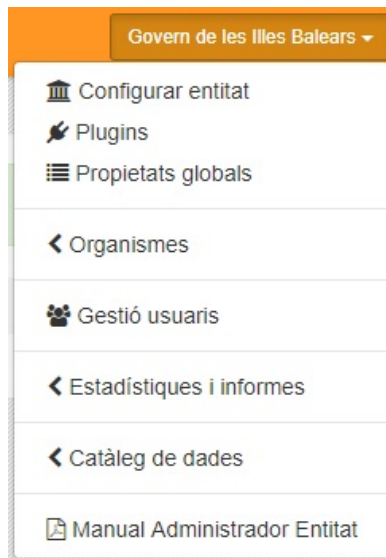 Govern de les Illes Balears
Configurar entitat
Plugins
Propietats globals
Organismes
Gestió usuaris
Estadístiques i informes
Catàleg de dades
Manual Administrador Entitat